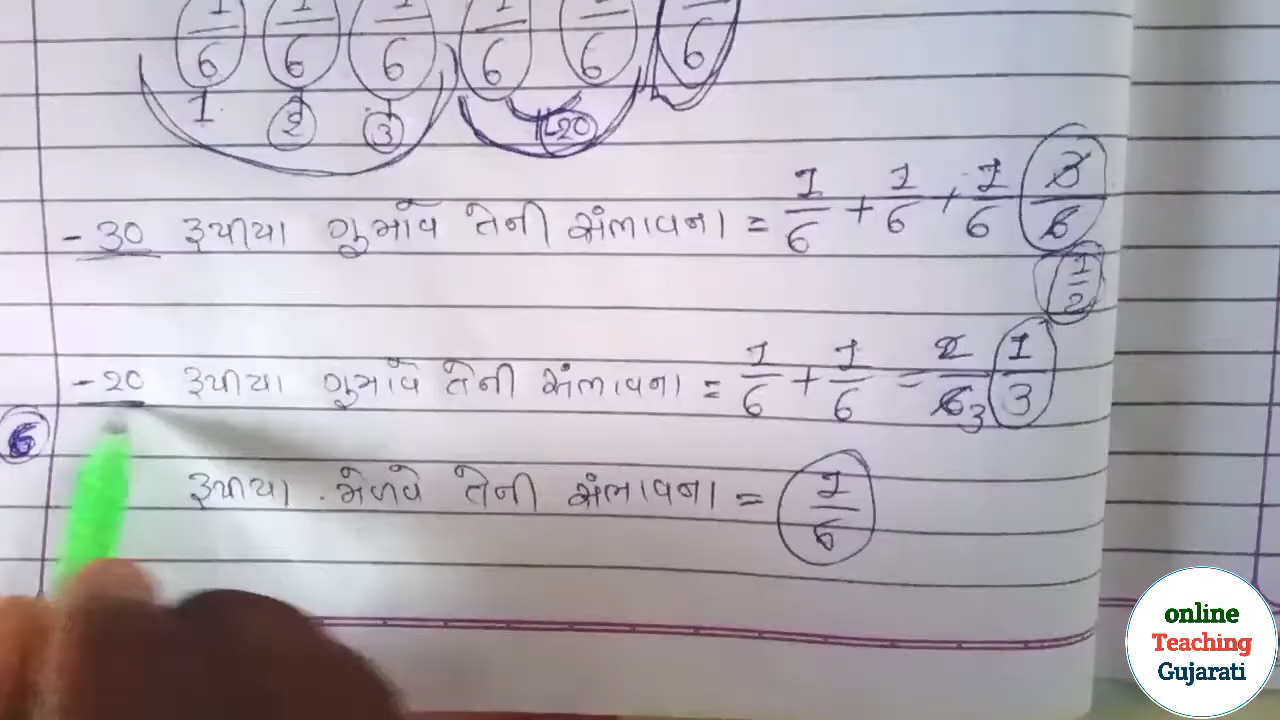 1/6 1/6 1/6 1/6 1/6 1/6
1 2 3 -20
-30 રૂપીયા ગુમાવે તેની સંભાવના = 1/6 + 1/6 + 1/6 3/6
1/2
-20 રૂપીયા ગુમાવે તેની સંભાવના = 1/6 + 1/6 = 2/6 3 1/3
6
રૂપીયા મેળવે તેની સંભાવના = 1/6
online
Teaching
Gujarati